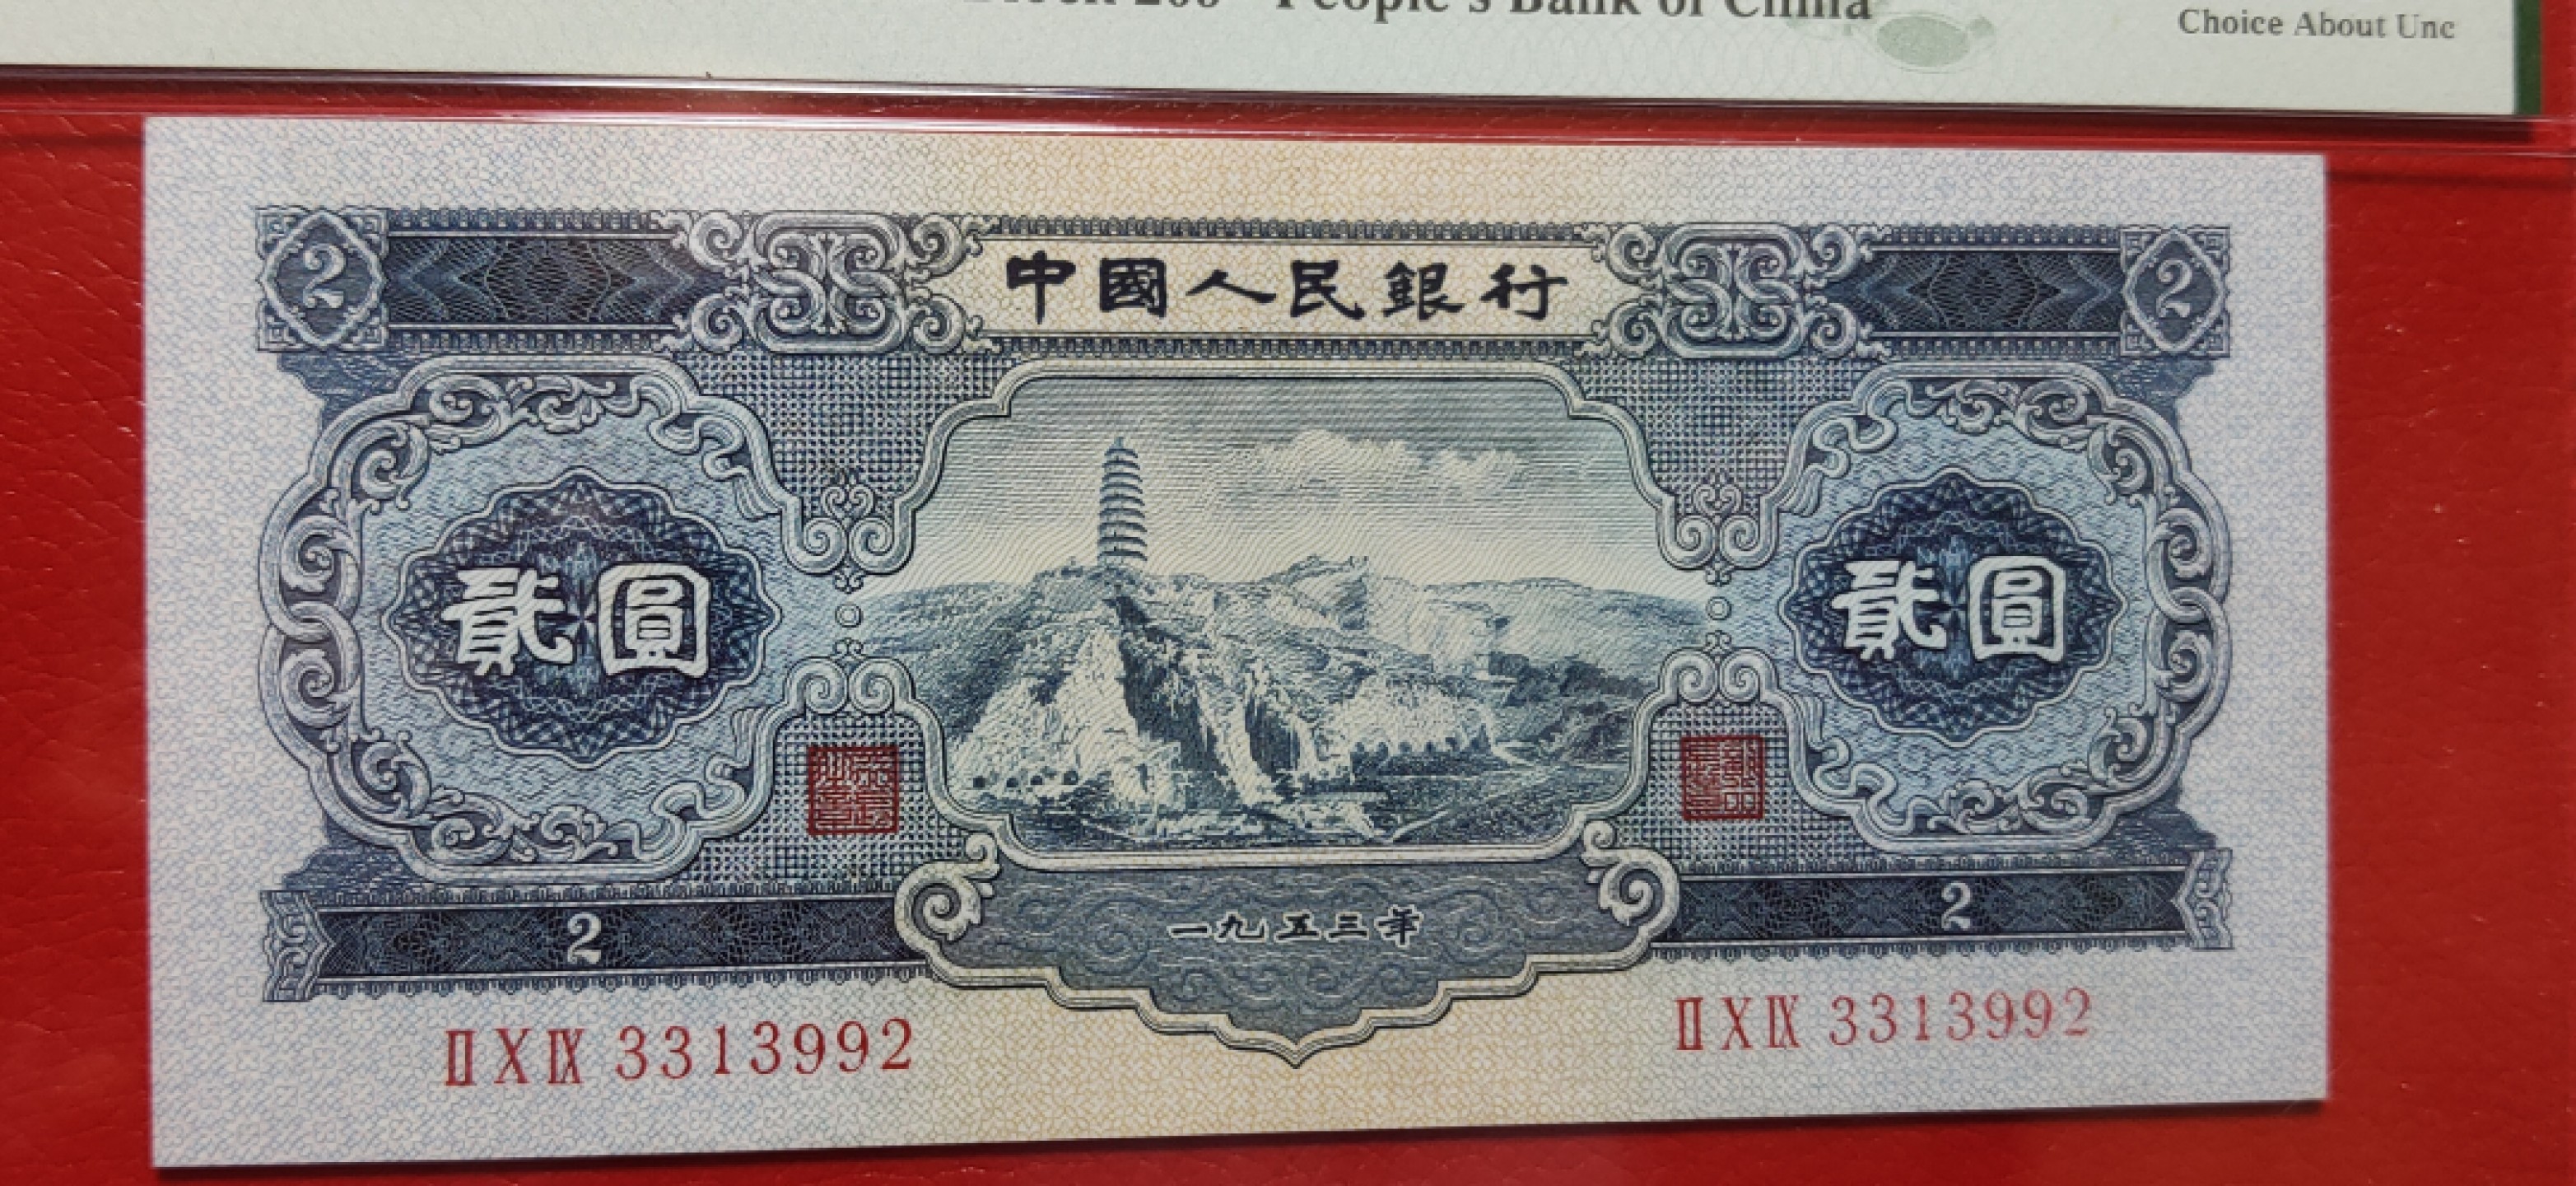 People's Bank of China
Choice About Unc
2 中國人民銀行 2
貳圓 貳圓
2 一九五三年 2
Ⅱ Ⅹ Ⅸ 3313992 Ⅱ Ⅹ Ⅸ 3313992